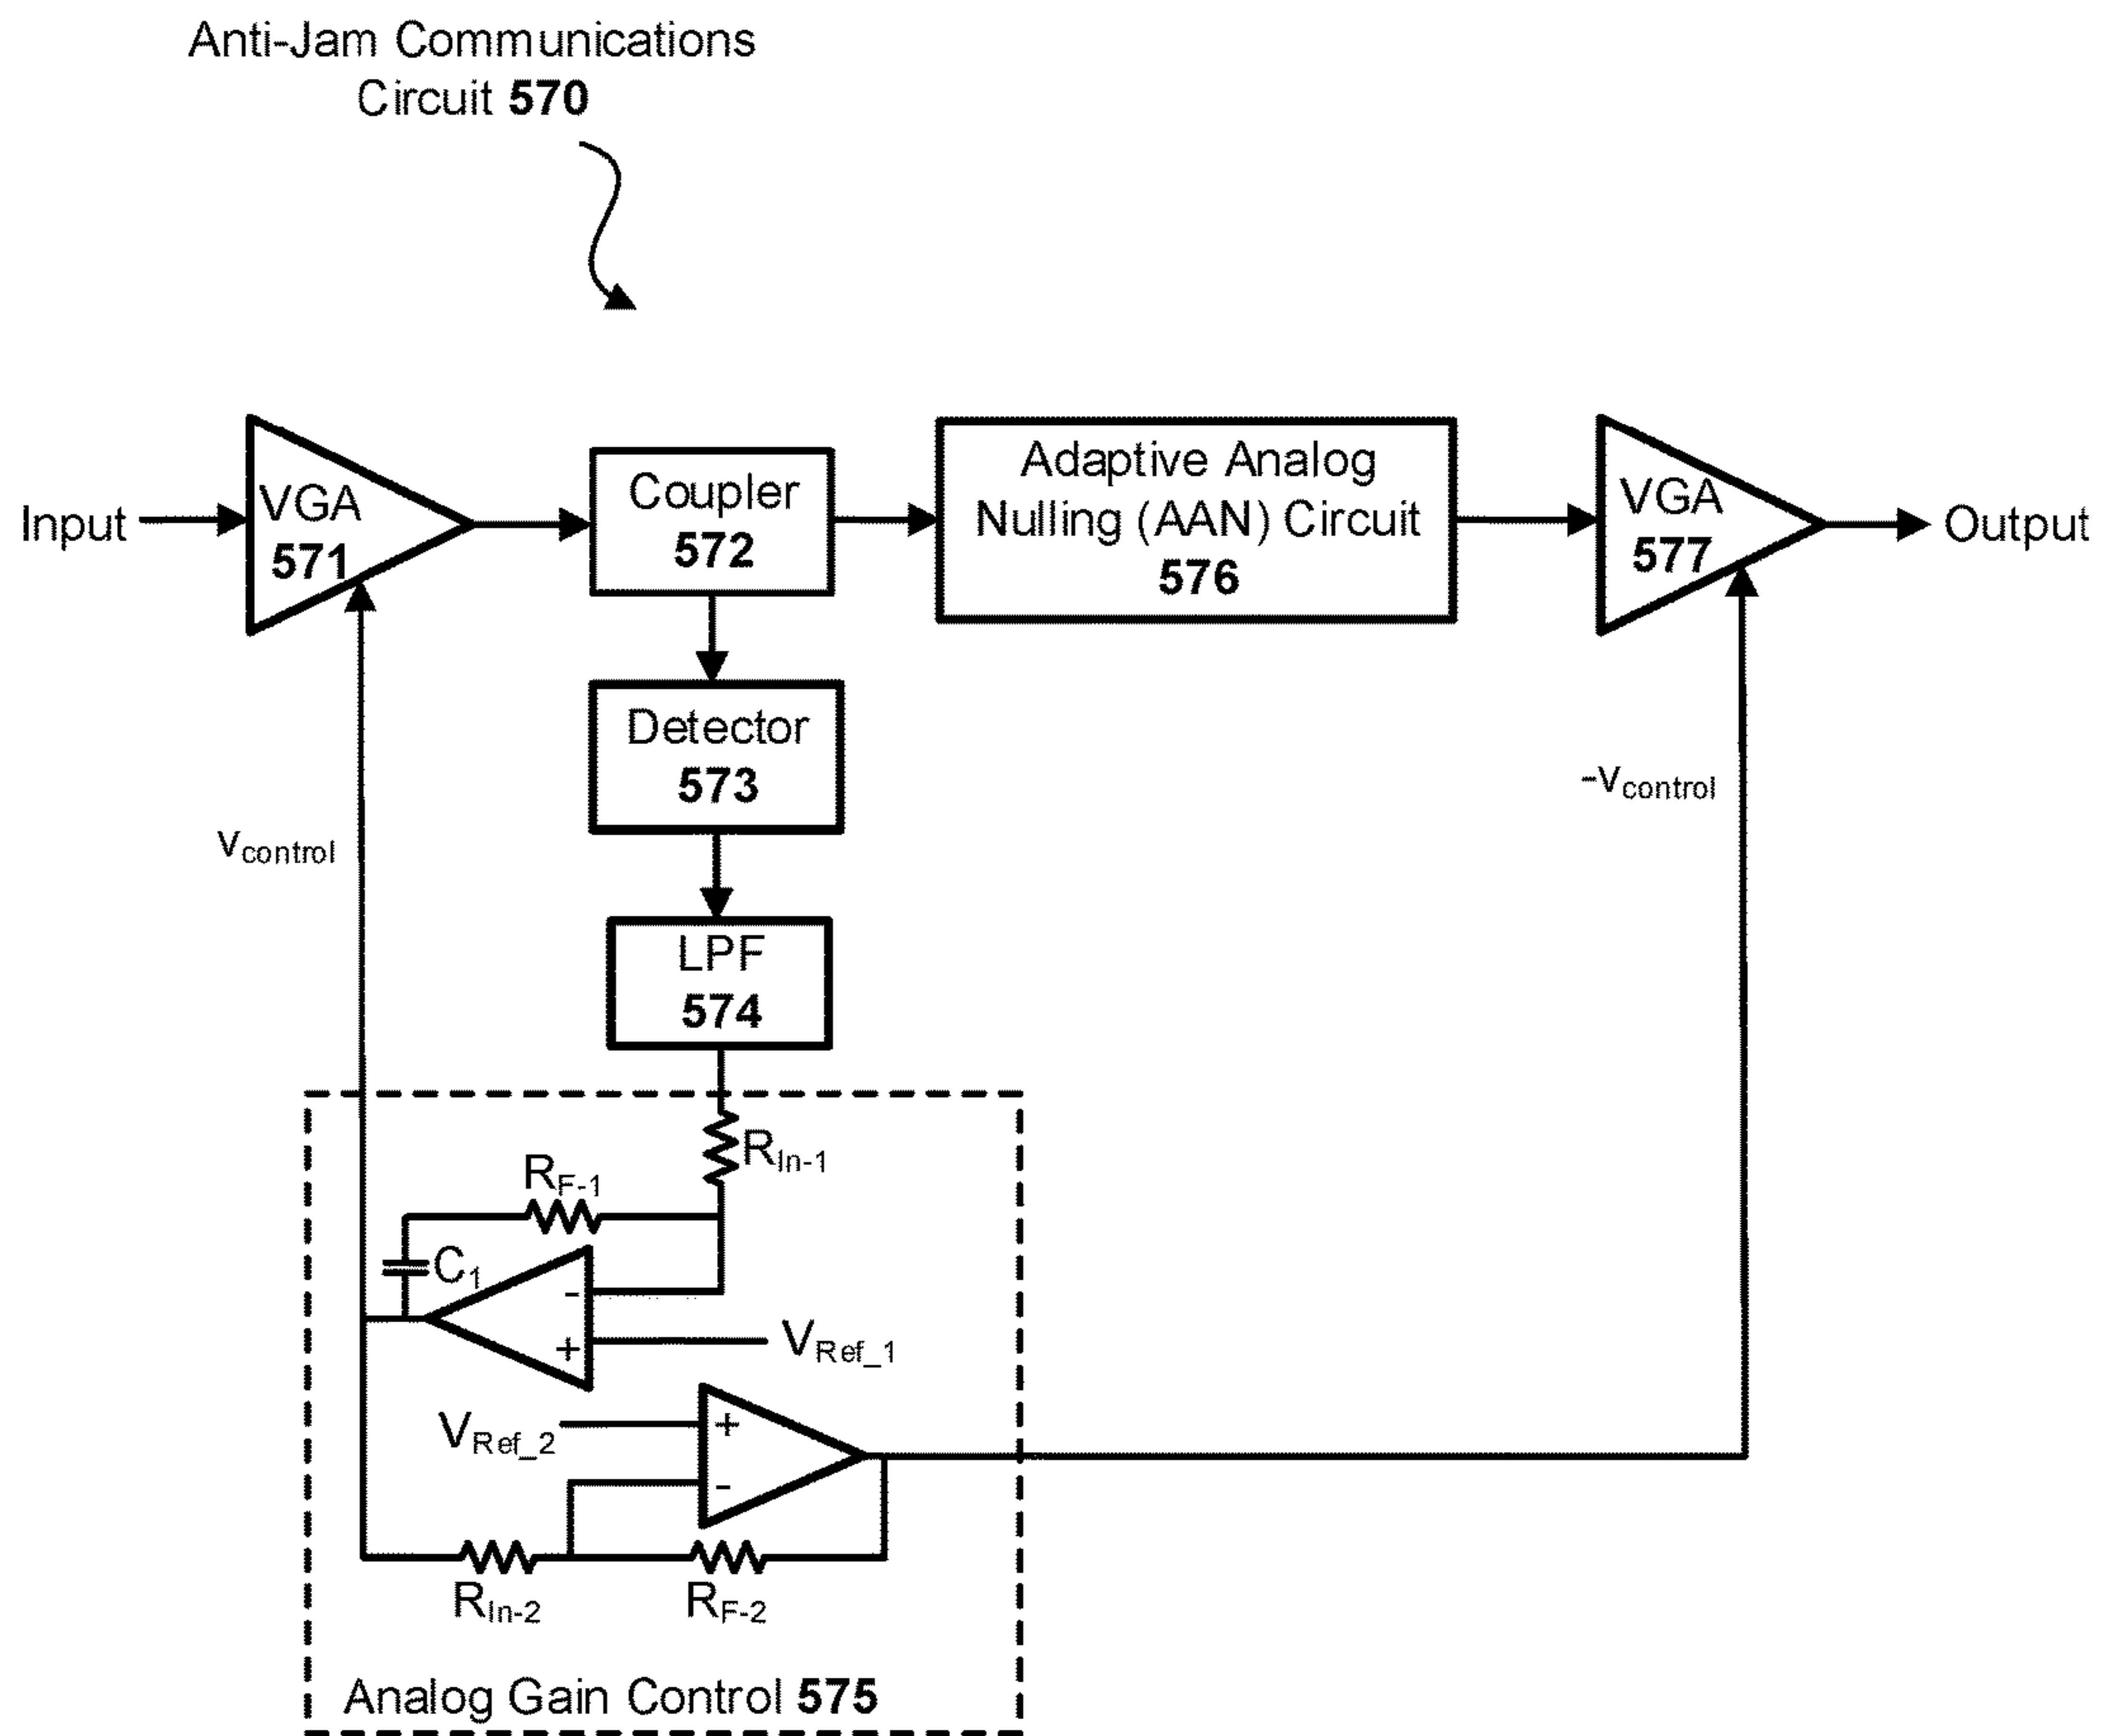 Anti-Jam Communications
Circuit 570
Input
VGA
571
Coupler
572
Adaptive Analog
Nulling (AAN) Circuit
576
VGA
577
Output
Detector
573
-vcontrol
vcontrol
LPF
574
RIn-1
RF-1
C1
-
+
VRef_1
VRef_2
+
-
RIn-2
RF-2
Analog Gain Control 575